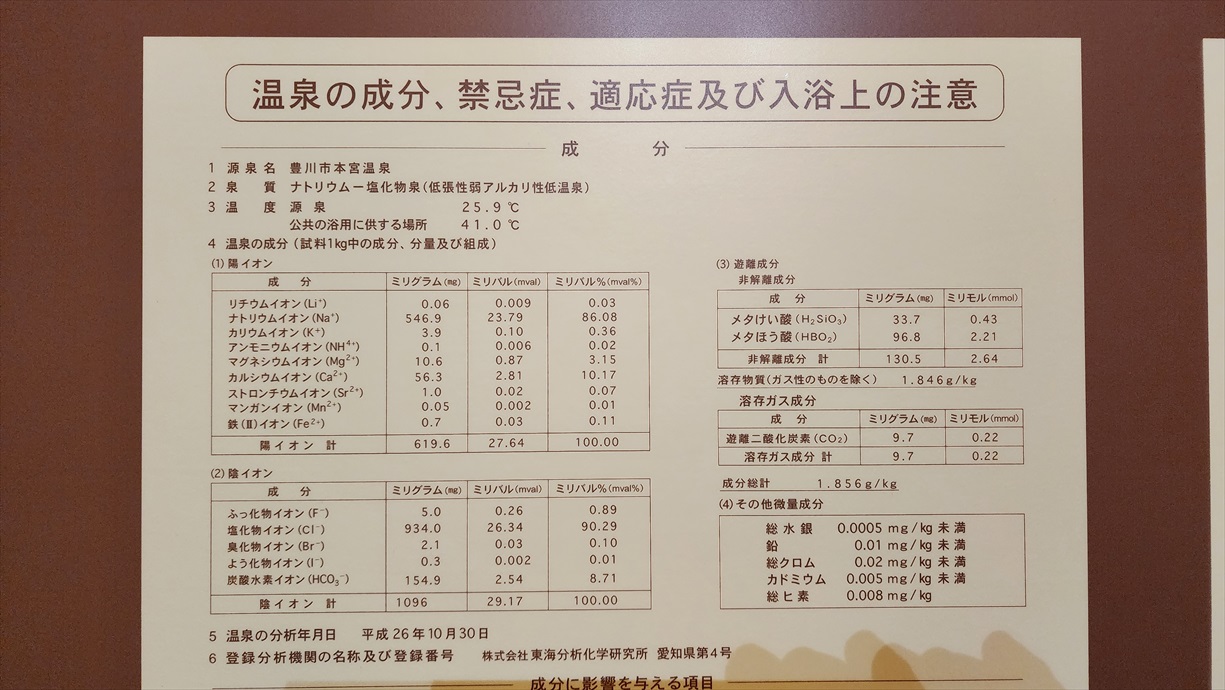 温泉の成分、禁忌症、適応症及び入浴上の注意
成　分
1 源泉名 豊川市本宮温泉
2 泉質 ナトリウムー塩化物泉(低張性弱アルカリ性低温泉)
3 温度 源泉 25.9℃
公共の浴用に供する場所 41.0℃
4 温泉の成分(試料1kg中の成分、分量及び組成)
(1)陽イオン
成分 ミリグラム(mg) ミリバル(mval) ミリバル%(mval%)
リチウムイオン(Li⁺) 0.06 0.009 0.03
ナトリウムイオン(Na⁺) 546.9 23.79 86.08
カリウムイオン(K⁺) 3.9 0.10 0.36
アンモニウムイオン(NH⁴⁺) 0.1 0.006 0.02
マグネシウムイオン(Mg²⁺) 10.6 0.87 3.15
カルシウムイオン(Ca²⁺) 56.3 2.81 10.17
ストロンチウムイオン(Sr²⁺) 1.0 0.02 0.07
マンガンイオン(Mn²⁺) 0.05 0.002 0.01
鉄(Ⅱ)イオン(Fe²⁺) 0.7 0.03 0.11
陽イオン 計 619.6 27.64 100.00
(2)陰イオン
成分 ミリグラム(mg) ミリバル(mval) ミリバル%(mval%)
ふっ化物イオン(F⁻) 5.0 0.26 0.89
塩化物イオン(Cl⁻) 934.0 26.34 90.29
臭化物イオン(Br⁻) 2.1 0.03 0.10
よう化物イオン(I⁻) 0.3 0.002 0.01
炭酸水素イオン(HCO₃⁻) 154.9 2.54 8.71
陰イオン 計 1096 29.17 100.00
(3)遊離成分
非解離成分
成分 ミリグラム(mg) ミリモル(mmol)
メタけい酸(H₂SiO₃) 33.7 0.43
メタほう酸(HBO₂) 96.8 2.21
非解離成分 計 130.5 2.64
溶存物質(ガス性のものを除く) 1.846g/kg
溶存ガス成分
成分 ミリグラム(mg) ミリモル(mmol)
遊離二酸化炭素(CO₂) 9.7 0.22
溶存ガス成分 計 9.7 0.22
成分総計 1.856g/kg
(4)その他微量成分
総水銀 0.0005 mg/kg 未満
鉛 0.01 mg/kg 未満
総クロム 0.02 mg/kg 未満
カドミウム 0.005 mg/kg 未満
総ヒ素 0.008 mg/kg
5 温泉の分析年月日 平成26年10月30日
6 登録分析機関の名称及び登録番号 株式会社東海分析化学研究所 愛知県第4号
成分に影響を与える項目